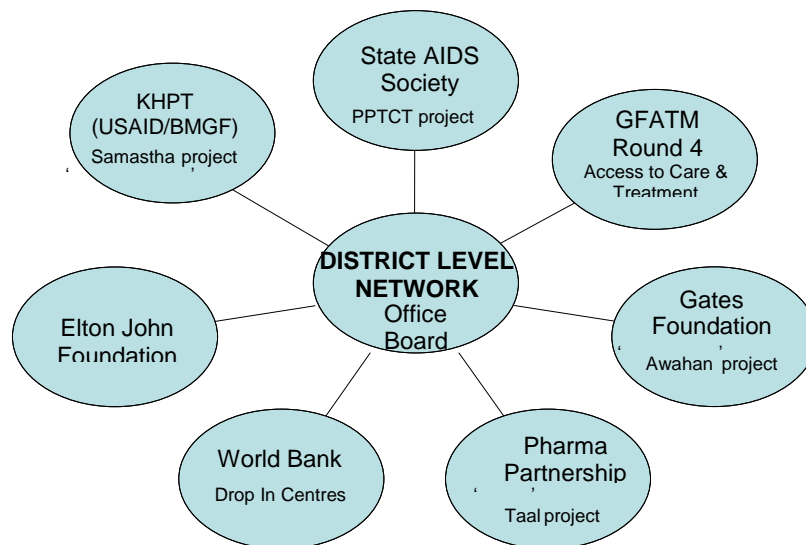 State AIDS
Society
PPTCT project
KHPT
(USAID/BMGF)
Samastha project
‘ ’
GFATM
Round 4
Access to Care &
Treatment
DISTRICT LEVEL
NETWORK
Office
Board
Elton John
Foundation
Gates
Foundation
‘ ’
Awahan project
World Bank
Drop In Centres
Pharma
Partnership
‘ ’
Taal project